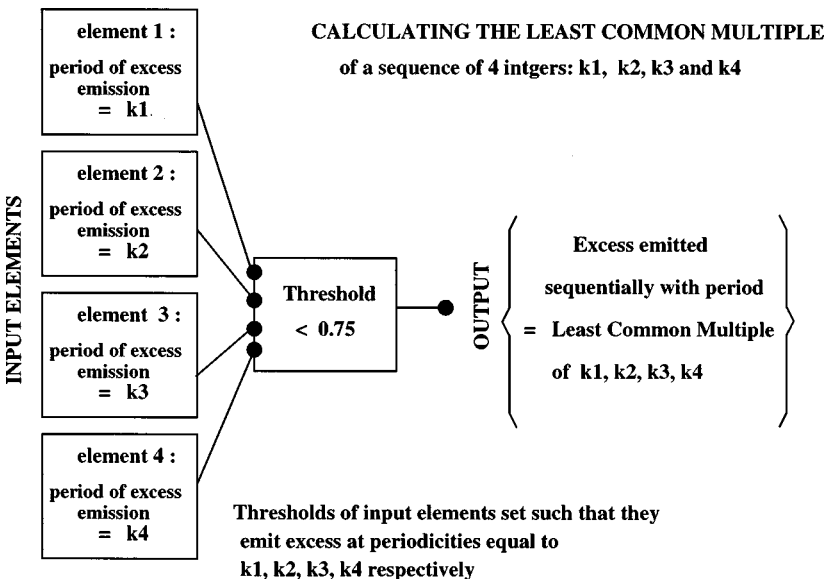 CALCULATING THE LEAST COMMON MULTIPLE
of a sequence of 4 intgers: k1, k2, k3 and k4
INPUT ELEMENTS
element 1 :
period of excess
emission
= k1
element 2 :
period of excess
emission
= k2
element 3 :
period of excess
emission
= k3
element 4 :
period of excess
emission
= k4
Threshold
< 0.75
OUTPUT
Excess emitted
sequentially with period
= Least Common Multiple
of k1, k2, k3, k4
Thresholds of input elements set such that they
emit excess at periodicities equal to
k1, k2, k3, k4 respectively